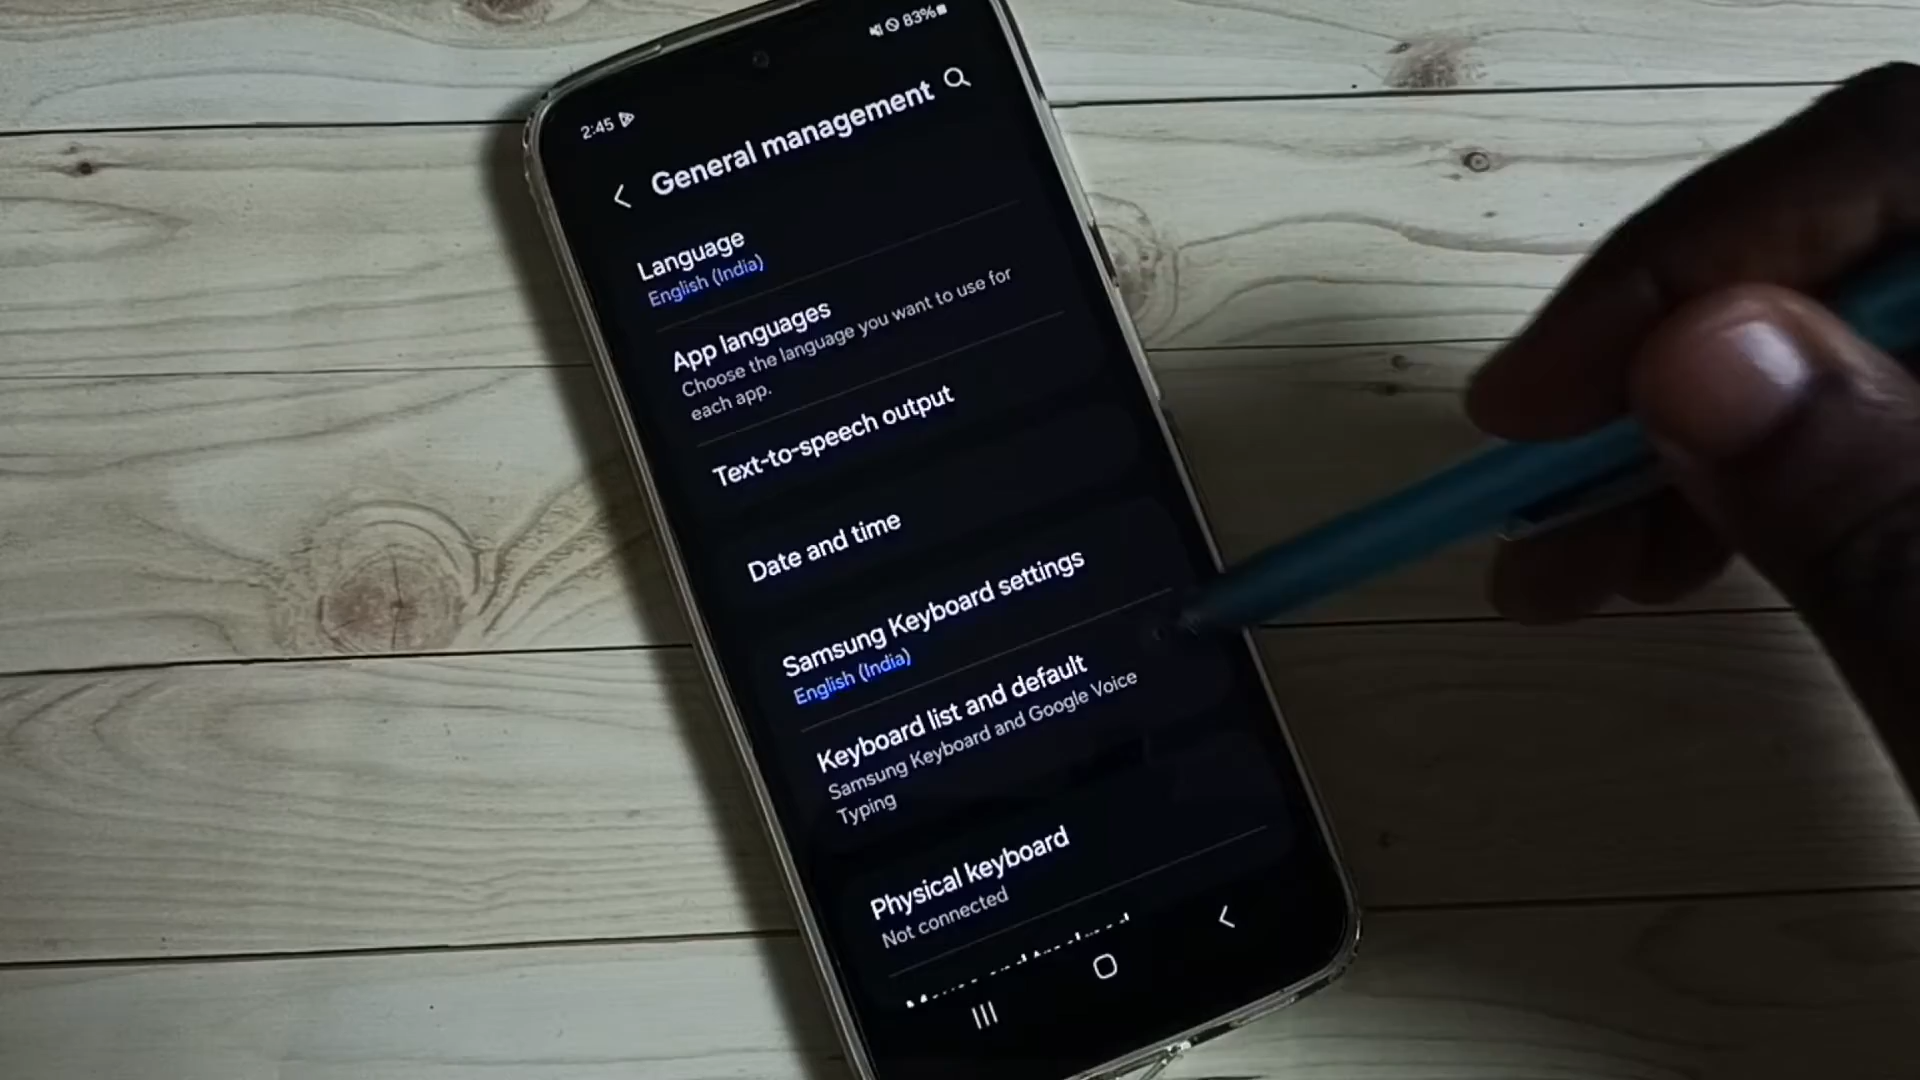 83%
2:45
General management
Language
English (India)
App languages
Choose the language you want to use for
each app.
Text-to-speech output
Date and time
Samsung Keyboard settings
English (India)
Keyboard list and default
Samsung Keyboard and Google Voice
Typing
Physical keyboard
Not connected